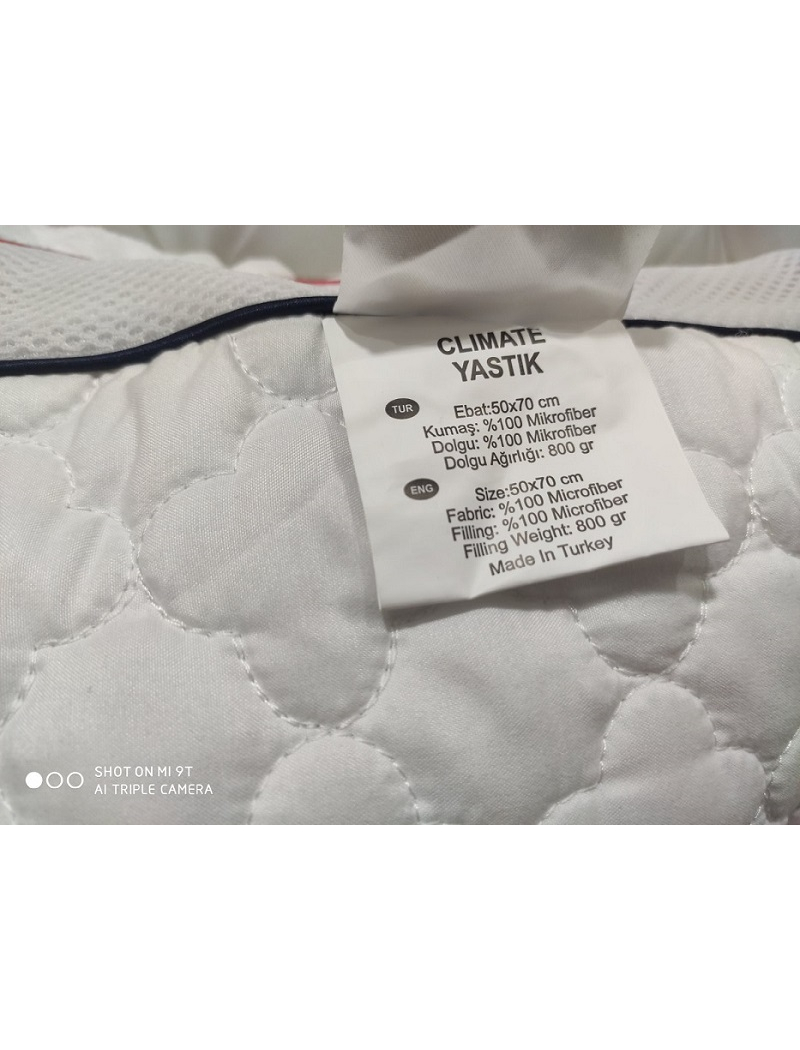 CLIMATE
YASTIK
TUR
Ebat:50x70 cm
Kumaş: %100 Mikrofiber
Dolgu: %100 Mikrofiber
Dolgu Ağırlığı: 800 gr
ENG
Size:50x70 cm
Fabric: %100 Microfiber
Filling: %100 Microfiber
Filling Weight: 800 gr
Made In Turkey
SHOT ON MI 9T
AI TRIPLE CAMERA